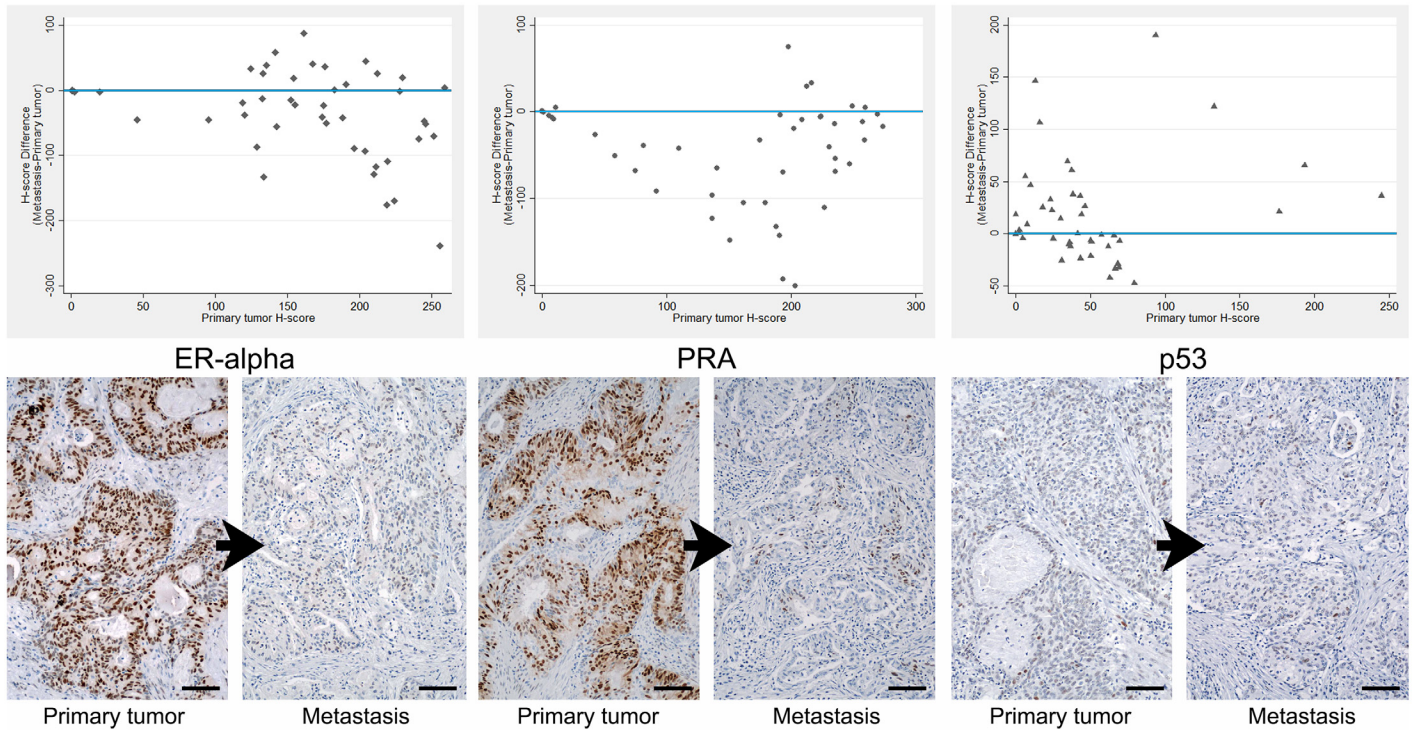 100
0
-100
-2000
-300
H-score Difference
(Metastasis-Primary tumor)
0
50
100
150
200
250
Primary tumor H-score
100
0
-100
-200
H-score Difference
(Metastasis-Primary tumor)
0
100
200
300
Primary tumor H-score
200
150
100
50
0
-50
H-score Difference
(Metastasis-Primary tumor)
0
50
100
150
200
250
Primary tumor H-score
ER-alpha
PRA
p53
Primary tumor
Metastasis
Primary tumor
Metastasis
Primary tumor
Metastasis